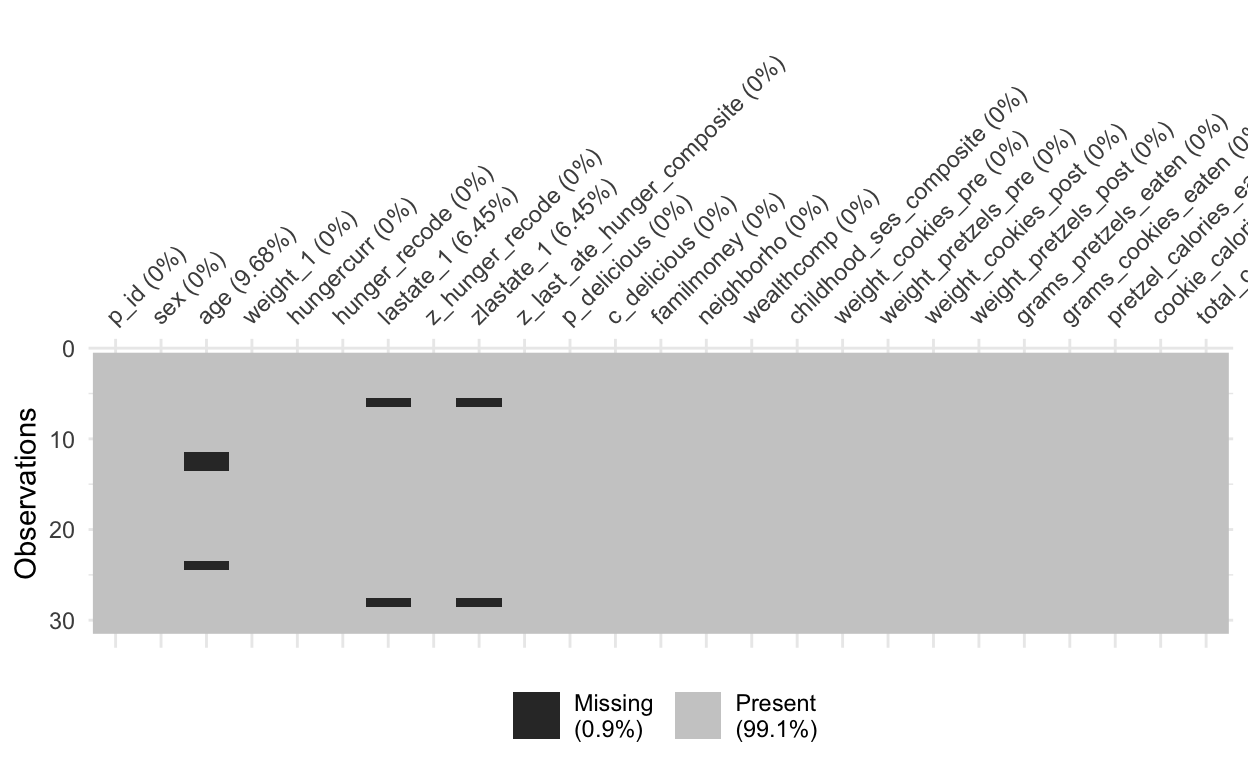 p_id (0%)
sex (0%)
age (9.68%)
weight_1 (0%)
hungercurr (0%)
hunger_recode (0%)
lastate_1 (6.45%)
z_hunger_recode (0%)
zlastate_1 (6.45%)
z_last_ate_hunger_composite (0%)
p_delicious (0%)
c_delicious (0%)
familmoney (0%)
neighborho (0%)
wealthcomp (0%)
childhood_ses_composite (0%)
weight_cookies_pre (0%)
weight_pretzels_pre (0%)
weight_cookies_post (0%)
weight_pretzels_post (0%)
grams_pretzels_eaten (0%)
grams_cookies_eaten (0%
pretzel_calories_ea
cookie_calori
total_c
0
10
20
30
Observations
Missing
(0.9%)
Present
(99.1%)